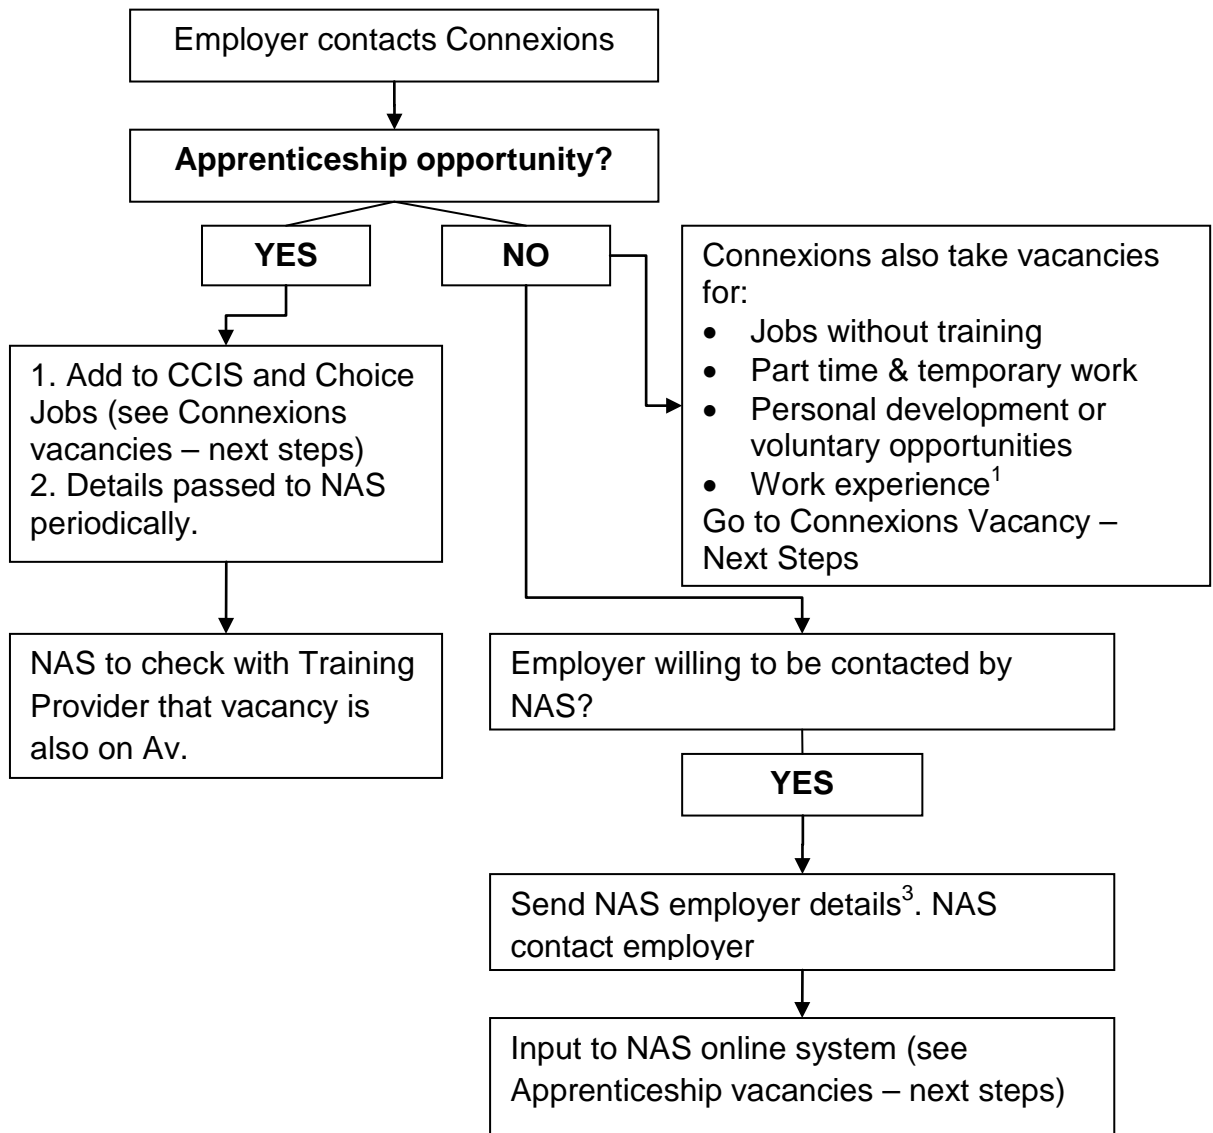 Employer contacts Connexions
Apprenticeship opportunity?
YES
NO
Connexions also take vacancies
for:
• Jobs without training
• Part time & temporary work
• Personal development or
voluntary opportunities
• Work experience1
Go to Connexions Vacancy –
Next Steps
1. Add to CCIS and Choice
Jobs (see Connexions
vacancies – next steps)
2. Details passed to NAS
periodically.
NAS to check with Training
Provider that vacancy is
also on Av.
Employer willing to be contacted by
NAS?
YES
Send NAS employer details3. NAS
contact employer
Input to NAS online system (see
Apprenticeship vacancies – next steps)